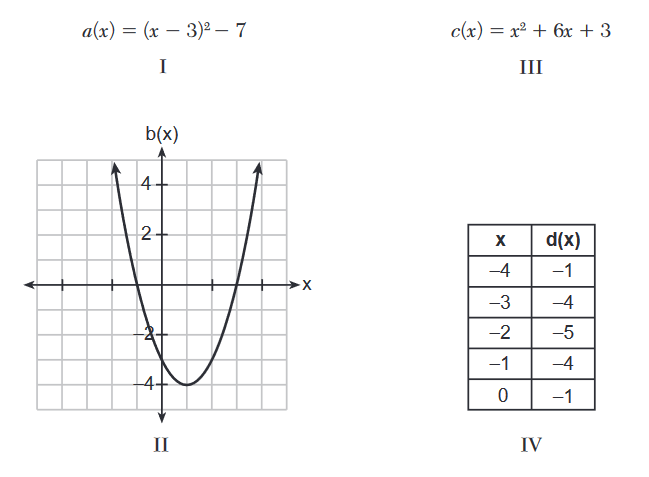 a(x) = (x – 3)² – 7
I
c(x) = x² + 6x + 3
III
b(x)
4
2
x
–2
–4
II
x d(x)
–4 –1
–3 –4
–2 –5
–1 –4
0 –1
IV